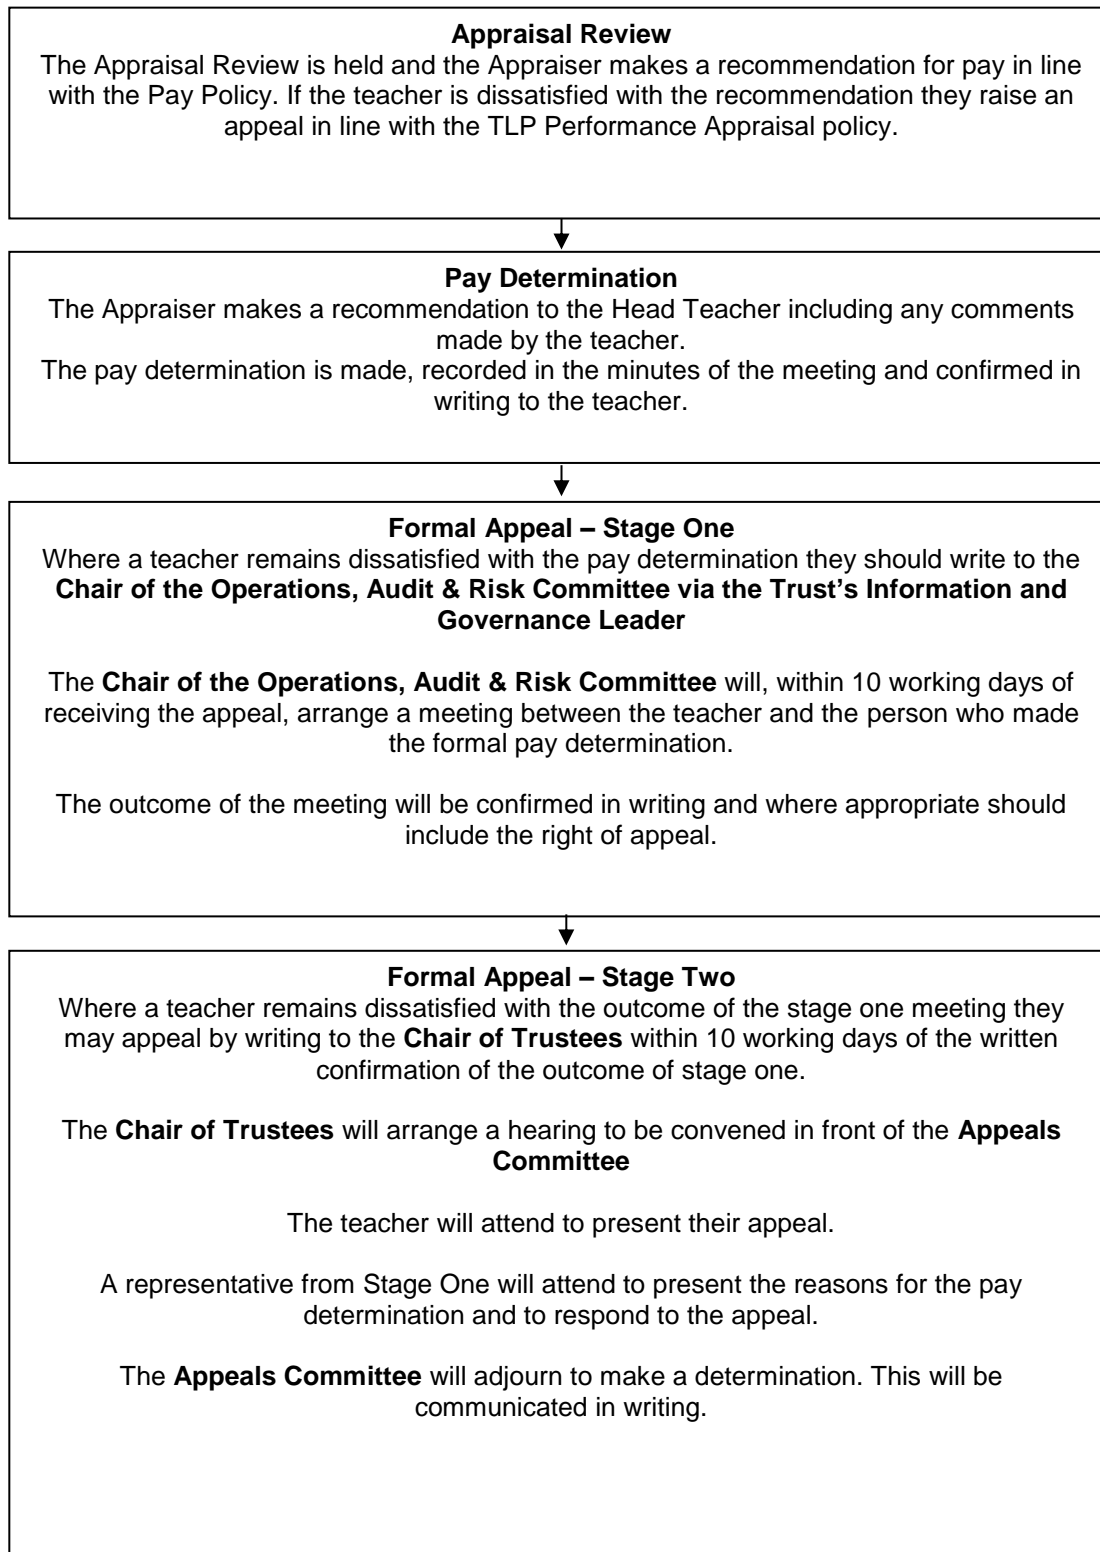 Appraisal Review
The Appraisal Review is held and the Appraiser makes a recommendation for pay in line
with the Pay Policy. If the teacher is dissatisfied with the recommendation they raise an
appeal in line with the TLP Performance Appraisal policy.
Pay Determination
The Appraiser makes a recommendation to the Head Teacher including any comments
made by the teacher.
The pay determination is made, recorded in the minutes of the meeting and confirmed in
writing to the teacher.
Formal Appeal – Stage One
Where a teacher remains dissatisfied with the pay determination they should write to the
Chair of the Operations, Audit & Risk Committee via the Trust’s Information and
Governance Leader
The Chair of the Operations, Audit & Risk Committee will, within 10 working days of
receiving the appeal, arrange a meeting between the teacher and the person who made
the formal pay determination.
The outcome of the meeting will be confirmed in writing and where appropriate should
include the right of appeal.
Formal Appeal – Stage Two
Where a teacher remains dissatisfied with the outcome of the stage one meeting they
may appeal by writing to the Chair of Trustees within 10 working days of the written
confirmation of the outcome of stage one.
The Chair of Trustees will arrange a hearing to be convened in front of the Appeals
Committee
The teacher will attend to present their appeal.
A representative from Stage One will attend to present the reasons for the pay
determination and to respond to the appeal.
The Appeals Committee will adjourn to make a determination. This will be
communicated in writing.